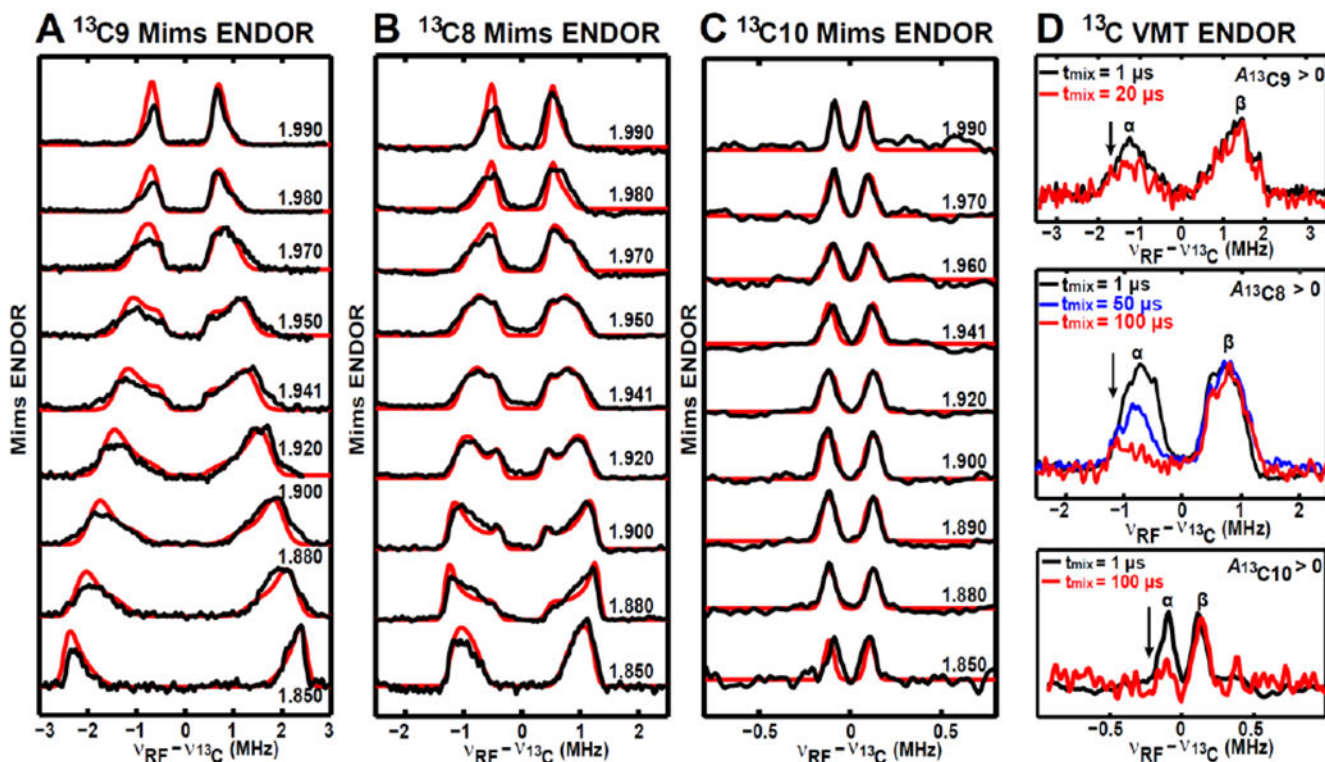 A ¹³C9 Mims ENDOR
Mims ENDOR
1.990
1.980
1.970
1.950
1.941
1.920
1.900
1.880
1.850
−3 −2 −1 0 1 2 3
νRF−ν13C (MHz)
B ¹³C8 Mims ENDOR
Mims ENDOR
1.990
1.980
1.970
1.950
1.941
1.920
1.900
1.880
1.850
−2 −1 0 1 2
νRF−ν13C (MHz)
C ¹³C10 Mims ENDOR
1.990
1.970
1.960
1.941
1.920
1.900
1.890
1.880
1.850
−0.5 0 0.5
νRF−ν13C (MHz)
D ¹³C VMT ENDOR
tmix = 1 µs A13C9 > 0
tmix = 20 µs
α β
−3 −2 −1 0 1 2 3
νRF−ν13C (MHz)
tmix = 1 µs A13C8 > 0
tmix = 50 µs
tmix = 100 µs
α β
−2 −1 0 1 2
νRF−ν13C (MHz)
tmix = 1 µs A13C10 > 0
tmix = 100 µs
α β
−0.5 0 0.5
νRF−ν13C (MHz)